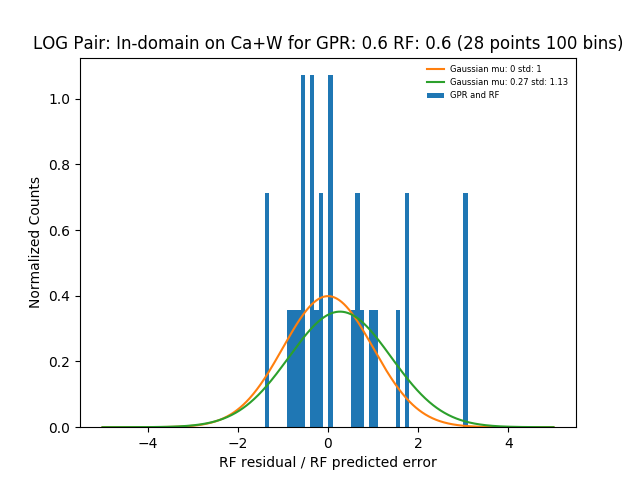 LOG Pair: In-domain on Ca+W for GPR: 0.6 RF: 0.6 (28 points 100 bins)
Gaussian mu: 0 std: 1
Gaussian mu: 0.27 std: 1.13
GPR and RF
Normalized Counts
1.0
0.8
0.6
0.4
0.2
0.0
−4 −2 0 2 4
RF residual / RF predicted error